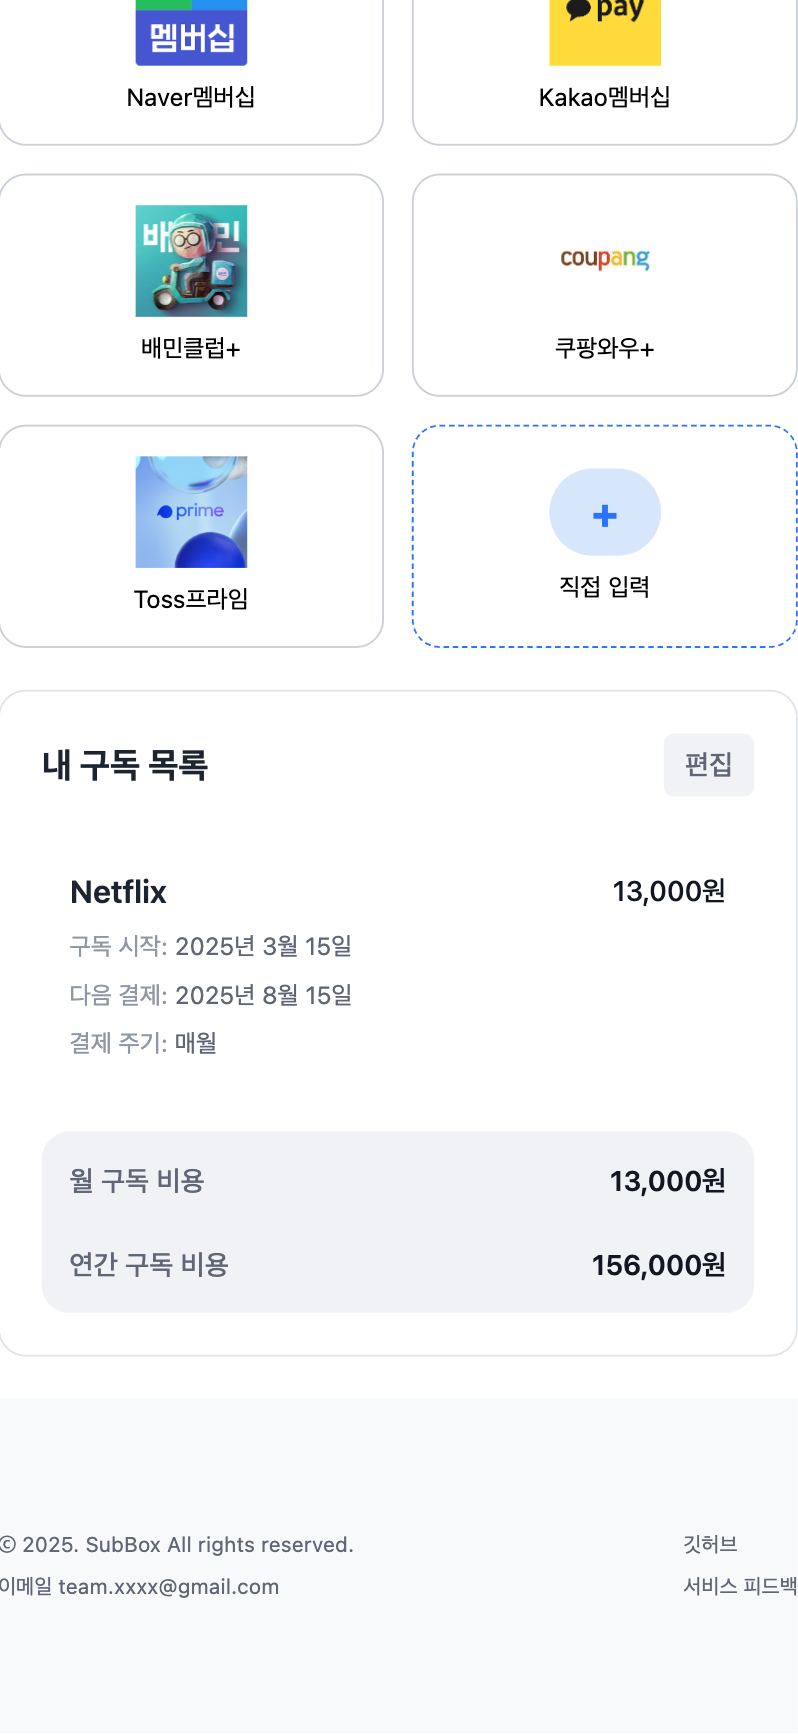 멤버십
pay
Naver멤버십
Kakao멤버십
배민
coupang
배민클럽+
쿠팡와우+
prime
+
Toss프라임
직접 입력
내 구독 목록
편집
Netflix
13,000원
구독 시작: 2025년 3월 15일
다음 결제: 2025년 8월 15일
결제 주기: 매월
월 구독 비용
13,000원
연간 구독 비용
156,000원
© 2025. SubBox All rights reserved.
깃허브
이메일 team.xxxx@gmail.com
서비스 피드백